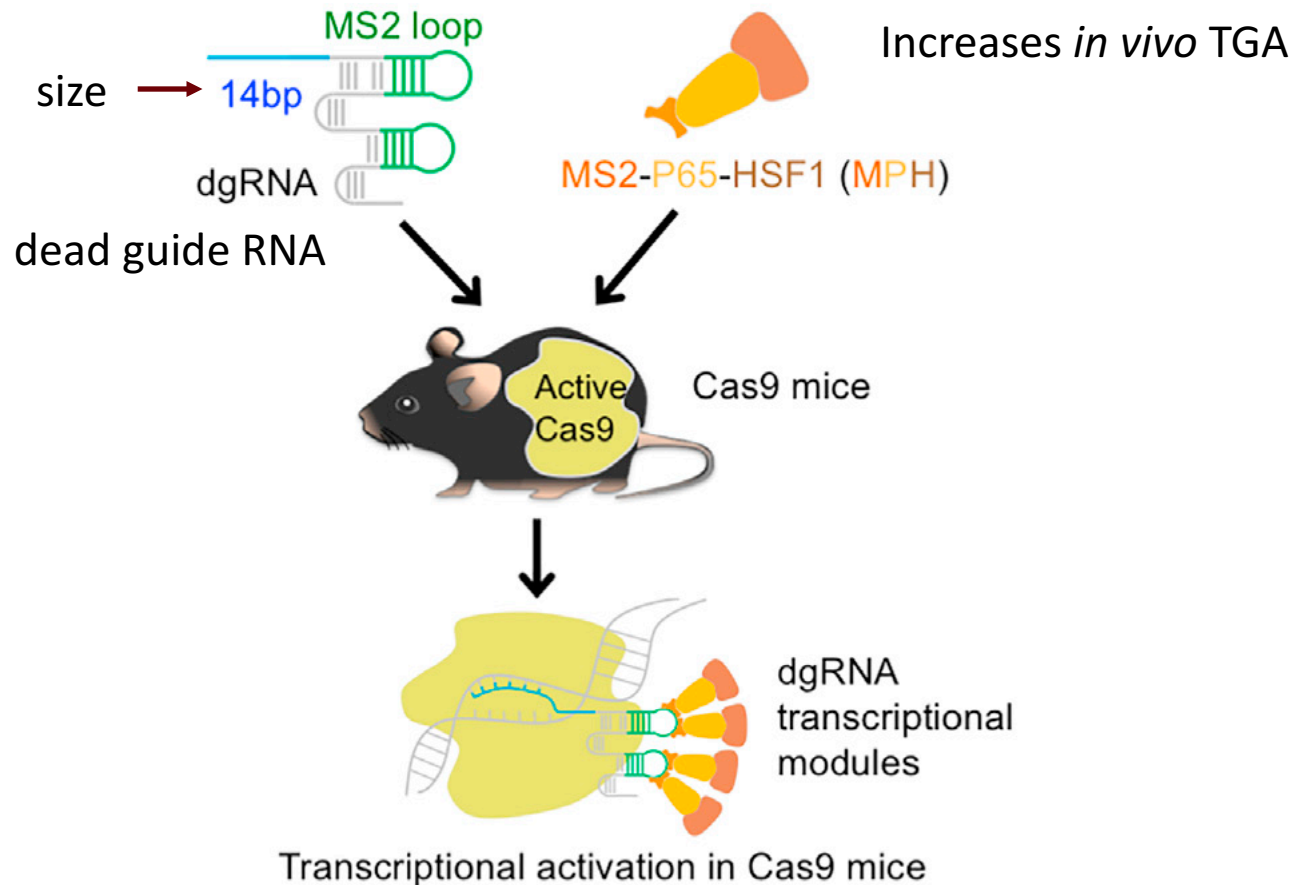 MS2 loop
Increases in vivo TGA
size
14bp
dgRNA
MS2-P65-HSF1 (MPH)
dead guide RNA
Active
Cas9
Cas9 mice
dgRNA
transcriptional
modules
Transcriptional activation in Cas9 mice